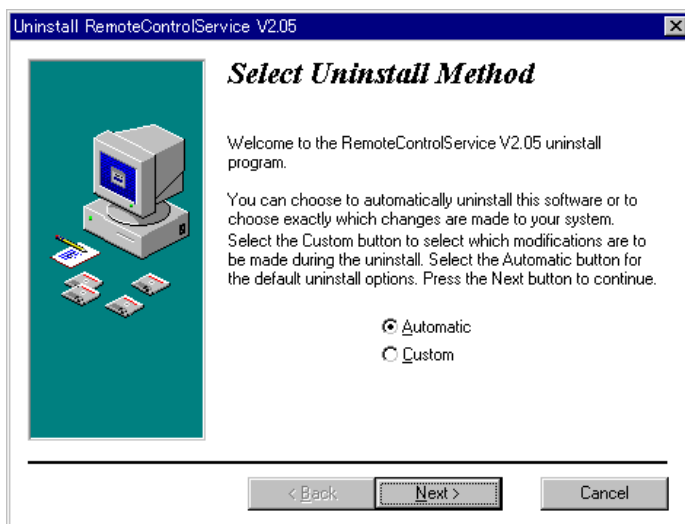 Uninstall RemoteControlService V2.05
Select Uninstall Method
Welcome to the RemoteControlService V2.05 uninstall
program.
You can choose to automatically uninstall this software or to
choose exactly which changes are made to your system.
Select the Custom button to select which modifications are to
be made during the uninstall. Select the Automatic button for
the default uninstall options. Press the Next button to continue.
Automatic
Custom
< Back
Next >
Cancel